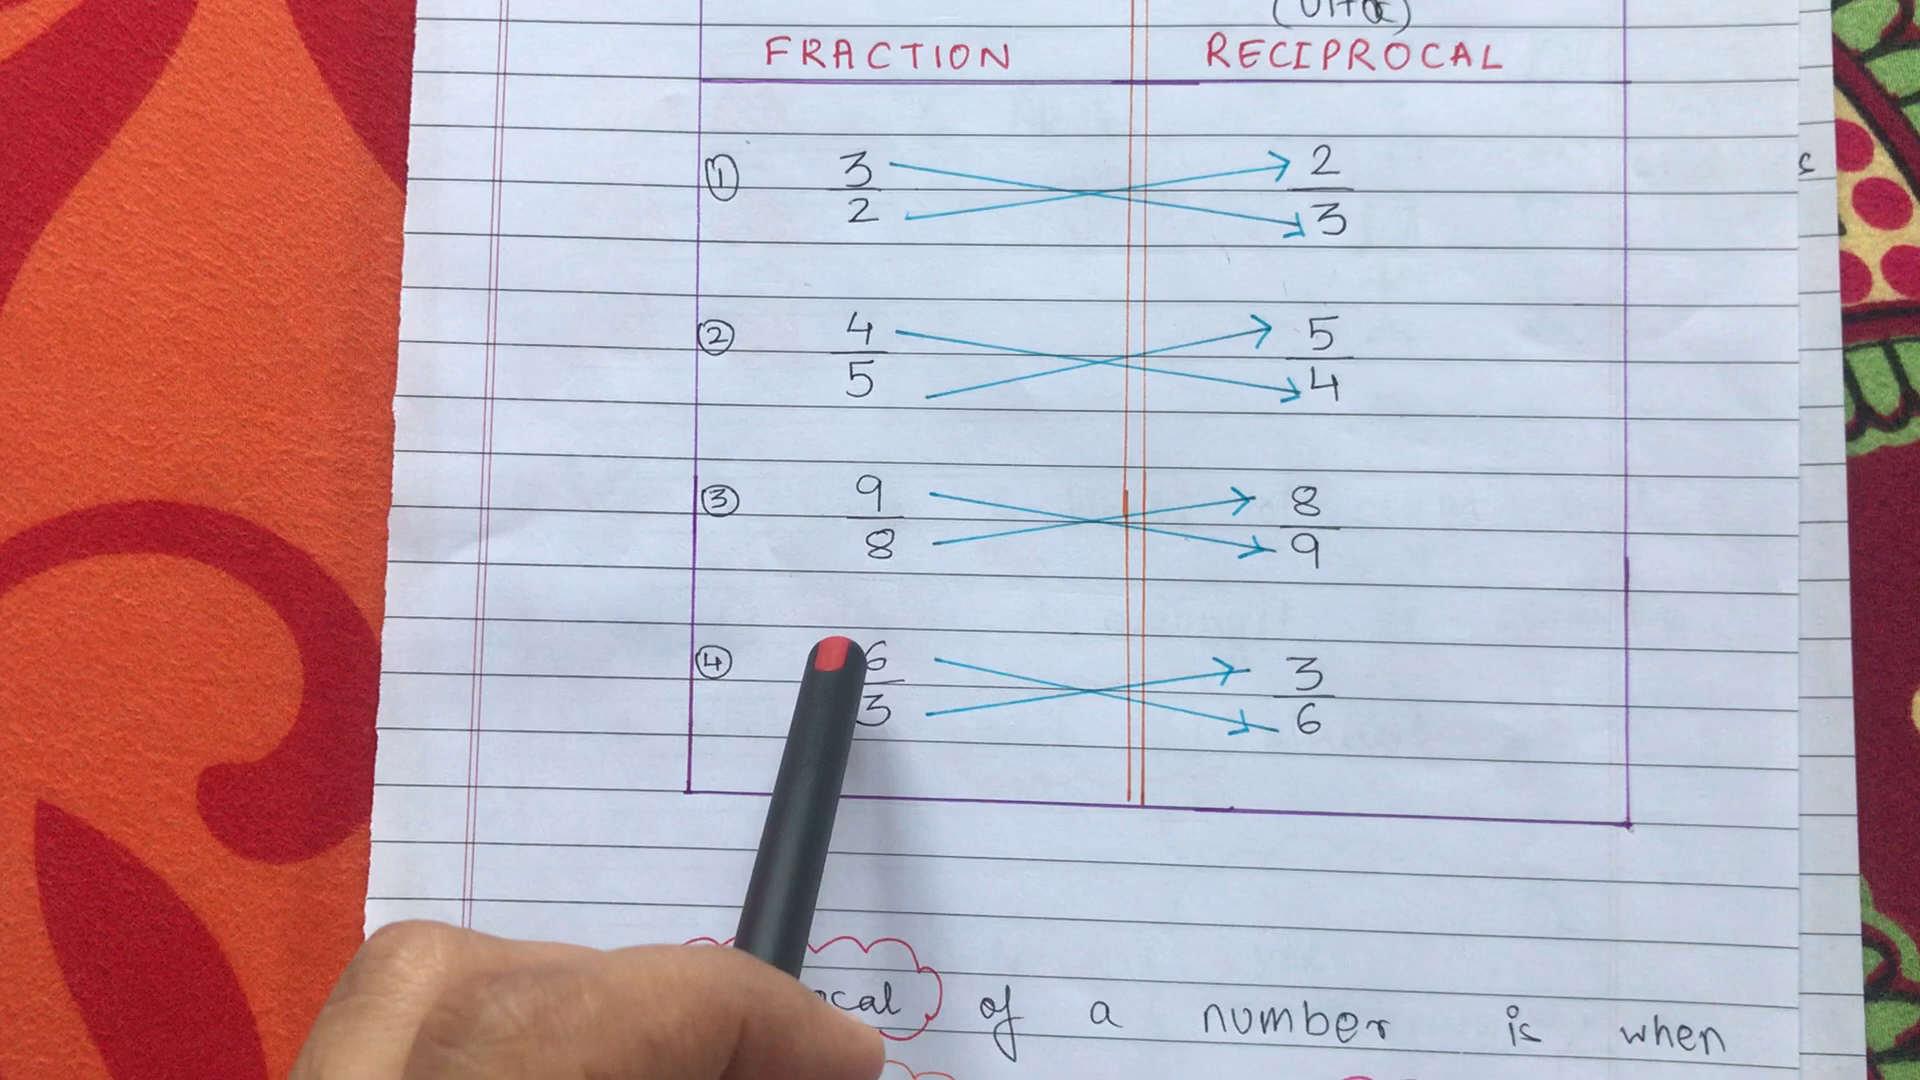 FRACTION RECIPROCAL
① 3/2 2/3
② 4/5 5/4
③ 9/8 8/9
④ 6/3 3/6
of a number is when